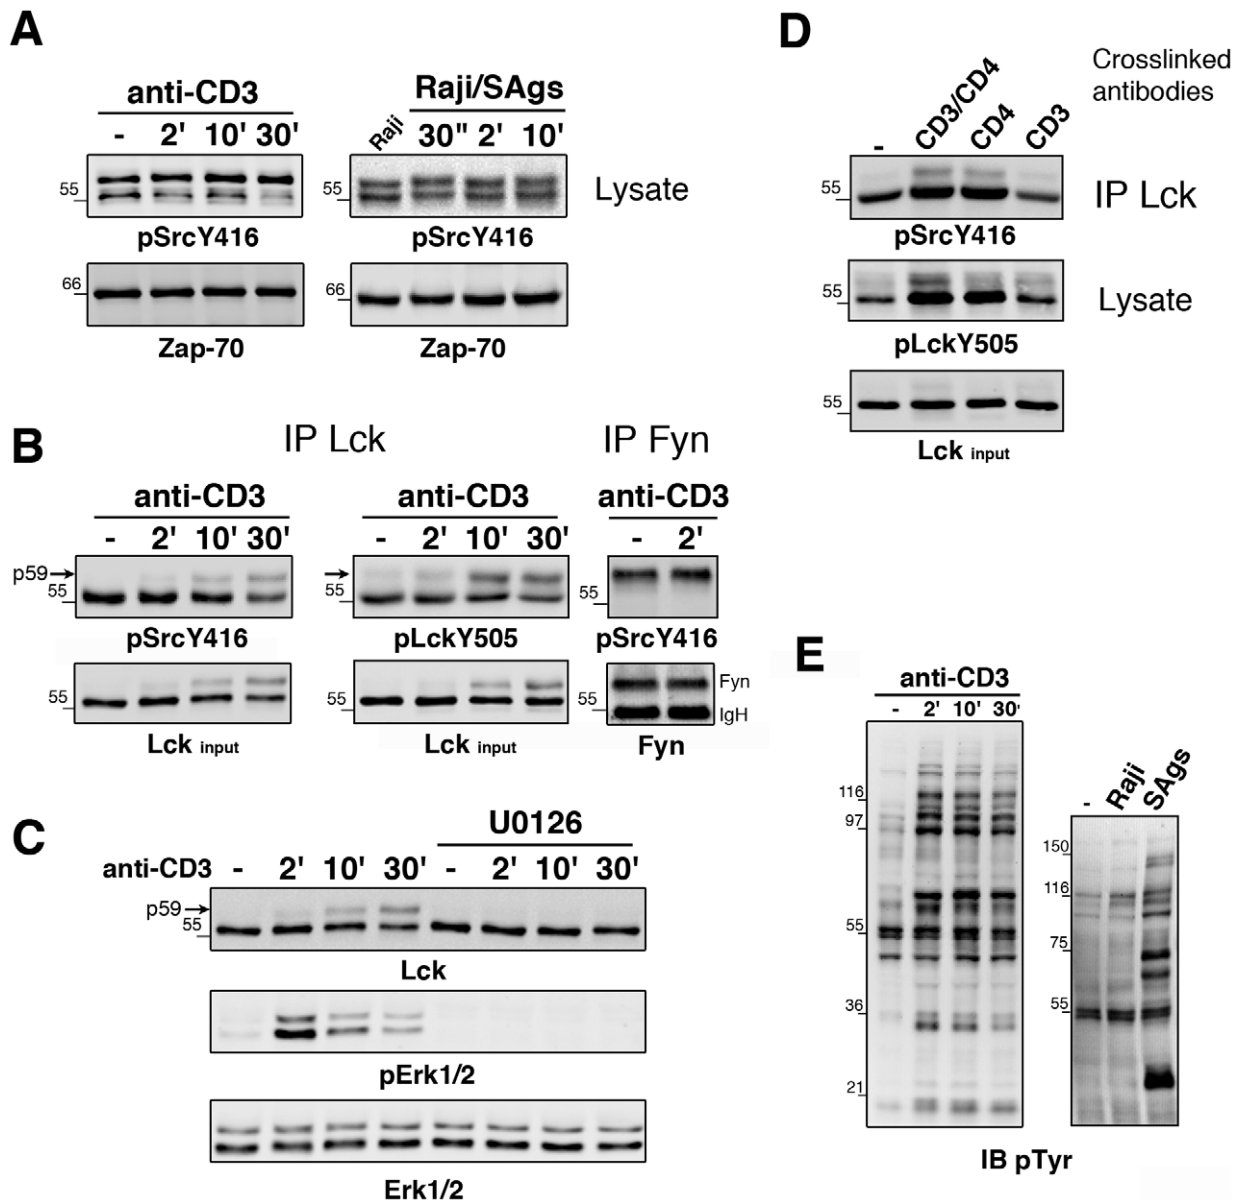 A
anti-CD3
- 2' 10' 30'
55
pSrcY416
66
Zap-70
Raji/SAgs
Raji 30" 2' 10'
55
Lysate
pSrcY416
66
Zap-70
B
IP Lck
IP Fyn
anti-CD3
- 2' 10' 30'
p59
55
pSrcY416
55
Lck input
anti-CD3
- 2' 10' 30'
55
pLckY505
55
Lck input
anti-CD3
- 2'
55
pSrcY416
Fyn
55
IgH
Fyn
C
U0126
anti-CD3 - 2' 10' 30' - 2' 10' 30'
p59
55
Lck
pErk1/2
Erk1/2
D
Crosslinked
antibodies
- CD3/CD4 CD4 CD3
55
IP Lck
pSrcY416
55
Lysate
pLckY505
55
Lck input
E
anti-CD3
- 2' 10' 30'
116
97
55
36
21
- Raji SAgs
150
116
75
55
IB pTyr